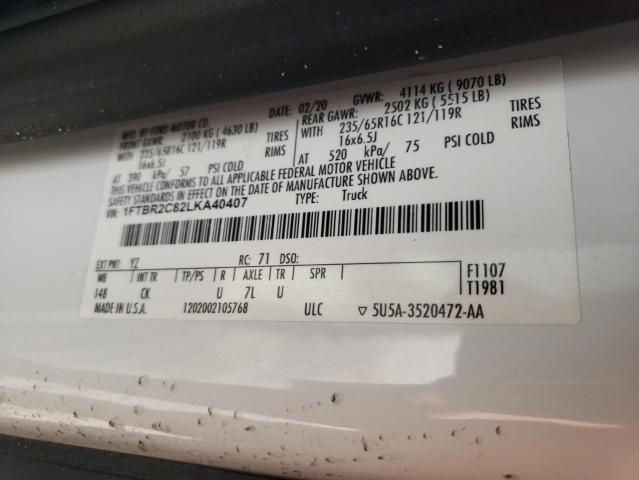 MFD. BY FORD MOTOR CO. DATE: 02/20 GVWR: 4114 KG ( 9070 LB)
FRONT GAWR: 2100 KG ( 4630 LB) REAR GAWR: 2502 KG ( 5515 LB)
WITH 235/65R16C 121/119R TIRES WITH 235/65R16C 121/119R TIRES
16x6.5J RIMS 16x6.5J RIMS
AT 390 kPa/ 57 PSI COLD AT 520 kPa/ 75 PSI COLD
THIS VEHICLE CONFORMS TO ALL APPLICABLE FEDERAL MOTOR VEHICLE
SAFETY STANDARDS IN EFFECT ON THE DATE OF MANUFACTURE SHOWN ABOVE.
VIN: 1FTBR2C82LKA40407 TYPE: Truck
EXT PNT: YZ RC: 71 DSO:
WB INT TR TP/PS R AXLE TR SPR F1107
148 CK U 7L U T1981
MADE IN U.S.A. 1202002105768 ULC ▽ 5U5A-3520472-AA